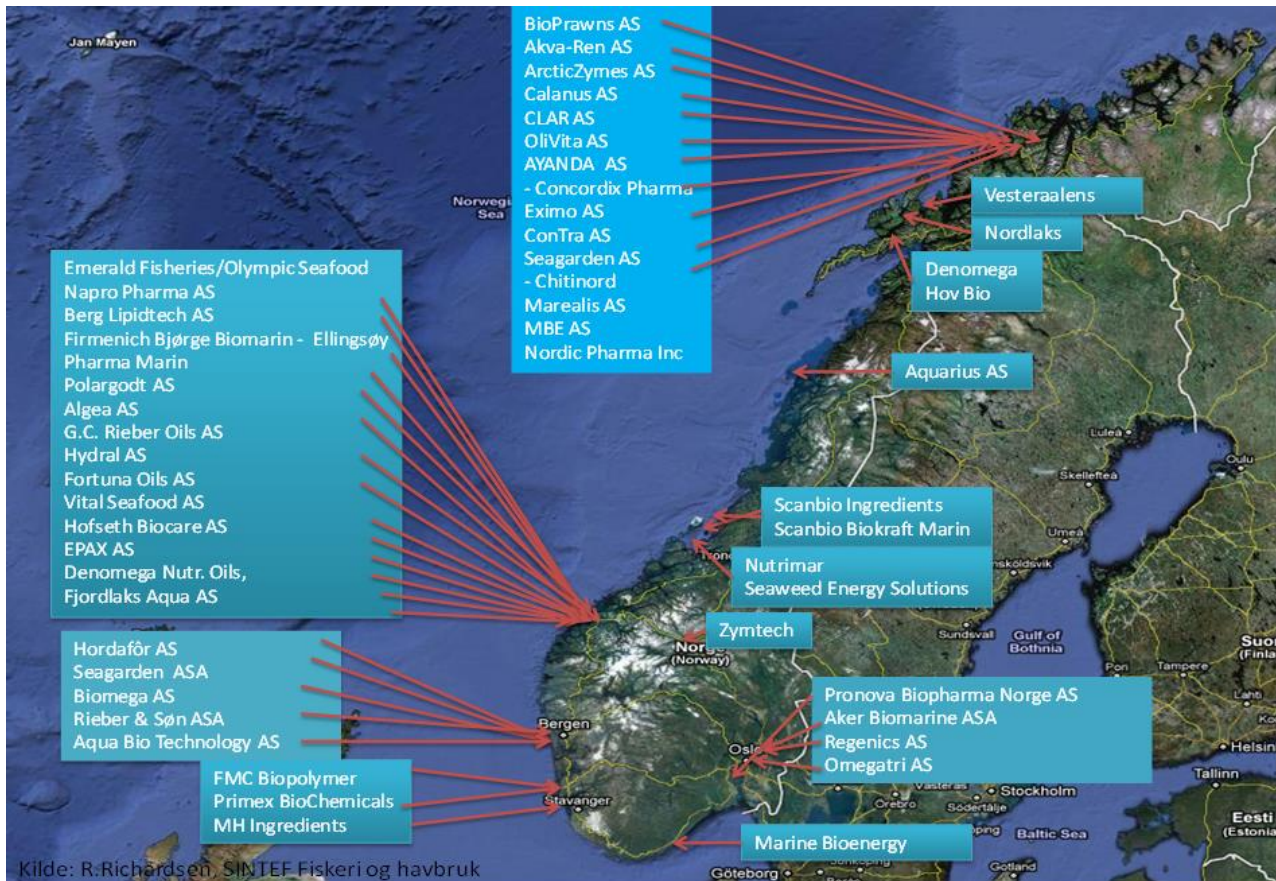 Jan Mayen
BioPrawns AS
Akva-Ren AS
ArcticZymes AS
Calanus AS
CLAR AS
OliVita AS
AYANDA AS
- Concordix Pharma
Eximo AS
ConTra AS
Seagarden AS
- Chitinord
Marealis AS
MBE AS
Nordic Pharma Inc
Norwegi
Sea
Vesteraalens
Nordlaks
Denomega
Hov Bio
Aquarius AS
Emerald Fisheries/Olympic Seafood
Napro Pharma AS
Berg Lipidtech AS
Firmenich Bjørge Biomarin - Ellingsøy
Pharma Marin
Polargodt AS
Algea AS
G.C. Rieber Oils AS
Hydral AS
Fortuna Oils AS
Vital Seafood AS
Hofseth Biocare AS
EPAX AS
Denomega Nutr. Oils,
Fjordlaks Aqua AS
Luleå
Oulu
Skellefteå
Scanbio Ingredients
Scanbio Biokraft Marin
Umeå
Tron
Nutrimar
Seaweed Energy Solutions
nsköldsvik
Zymtech
Norge
(Norway)
Sundsvall
Gulf of
Bothnia
Suo
(Finla
Pori
Tampere
Lahti
Ko
Hordafôr AS
Seagarden ASA
Biomega AS
Rieber & Søn ASA
Aqua Bio Technology AS
Bergen
Pronova Biopharma Norge AS
Aker Biomarine ASA
Regenics AS
Omegatri AS
Oslo
Helsin
Tallinn
FMC Biopolymer
Primex BioChemicals
MH Ingredients
Stavanger
Västerås
Örebro
Södertälje
Stockholm
Eesti
(Estonia
Marine Bioenergy
Baltic Sea
Jönköping
Göteborg
Gotland
Kilde: R.Richardsen, SINTEF Fiskeri og havbruk